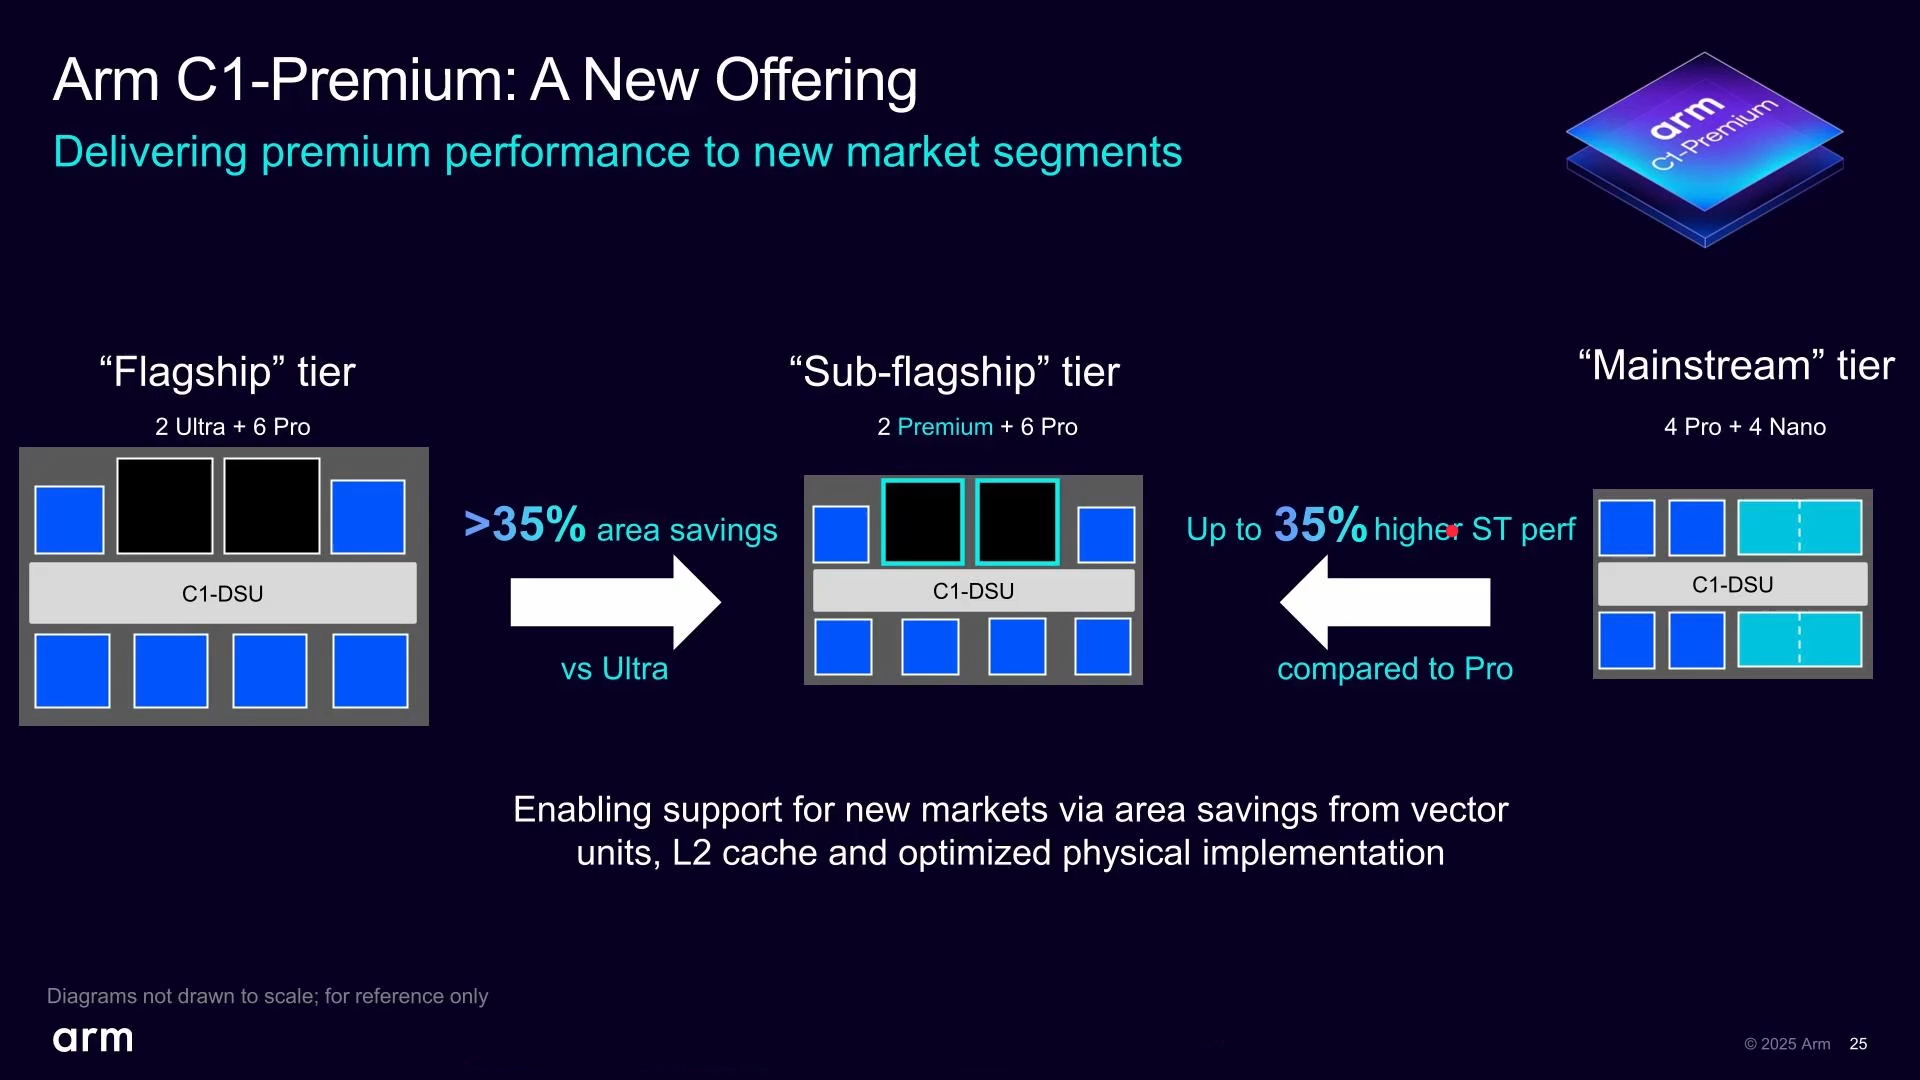 Arm C1-Premium: A New Offering
Delivering premium performance to new market segments
arm
C1-Premium
“Flagship” tier
2 Ultra + 6 Pro
C1-DSU
>35% area savings
vs Ultra
“Sub-flagship” tier
2 Premium + 6 Pro
C1-DSU
Up to 35% higher ST perf
compared to Pro
“Mainstream” tier
4 Pro + 4 Nano
C1-DSU
Enabling support for new markets via area savings from vector
units, L2 cache and optimized physical implementation
Diagrams not drawn to scale; for reference only
arm
© 2025 Arm 25